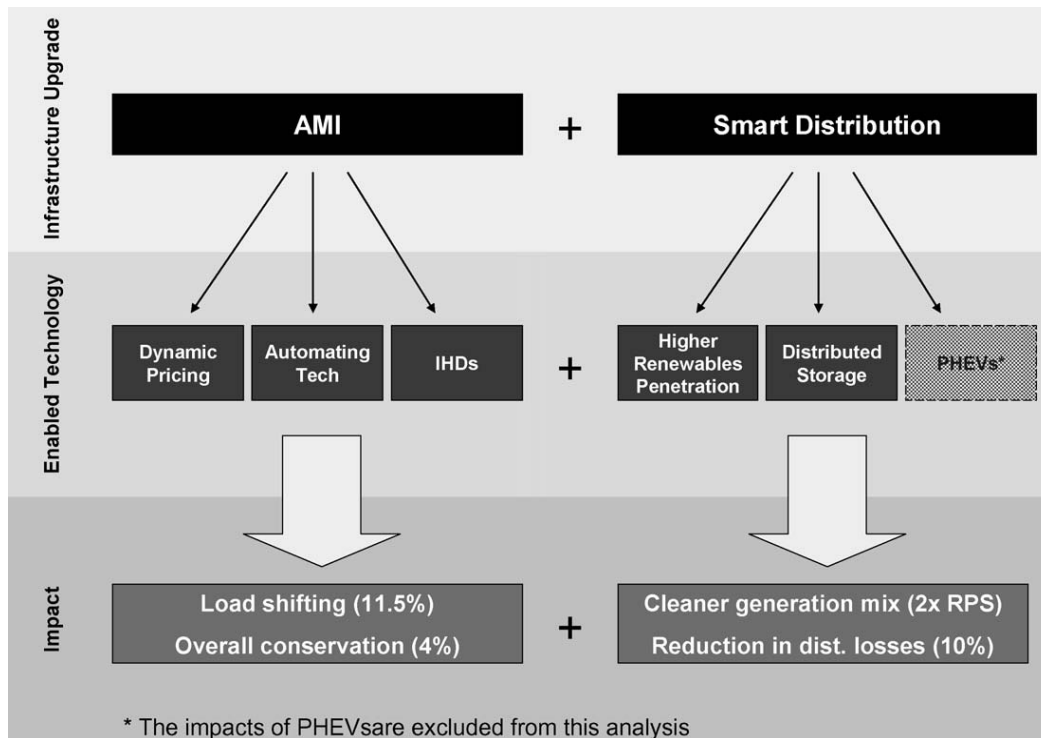 Infrastructure Upgrade
AMI
+
Smart Distribution
Enabled Technology
Dynamic
Pricing
Automating
Tech
IHDs
+
Higher
Renewables
Penetration
Distributed
Storage
PHEVs*
Impact
Load shifting (11.5%)
Overall conservation (4%)
+
Cleaner generation mix (2x RPS)
Reduction in dist. losses (10%)
* The impacts of PHEVsare excluded from this analysis